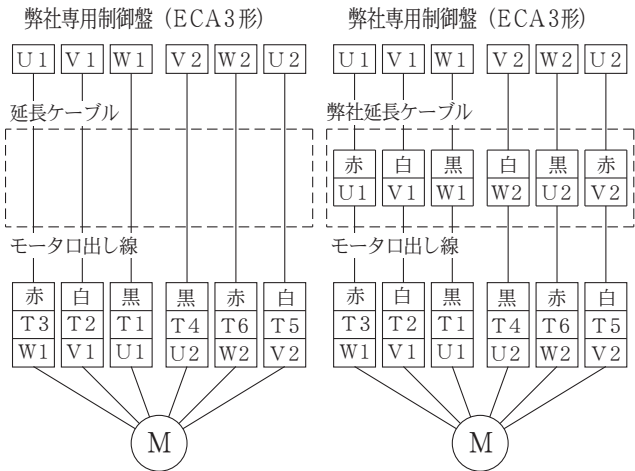 弊社専用制御盤（ECA3形）
U1 V1 W1 V2 W2 U2
延長ケーブル
モータ口出し線
赤 白 黒 黒 赤 白
T3 T2 T1 T4 T6 T5
W1 V1 U1 U2 W2 V2
M
弊社専用制御盤（ECA3形）
U1 V1 W1 V2 W2 U2
弊社延長ケーブル
赤 白 黒 白 黒 赤
U1 V1 W1 W2 U2 V2
モータ口出し線
赤 白 黒 黒 赤 白
T3 T2 T1 T4 T6 T5
W1 V1 U1 U2 W2 V2
M